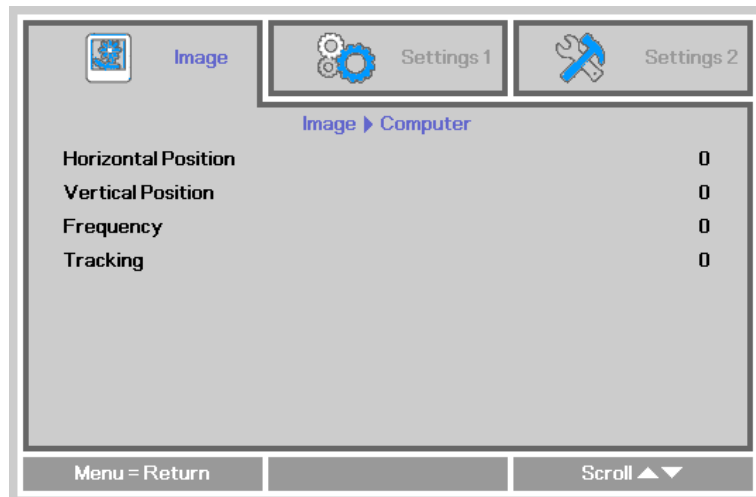 Image
Settings 1
Settings 2
Image Computer
Horizontal Position 0
Vertical Position 0
Frequency 0
Tracking 0
Menu = Return
Scroll